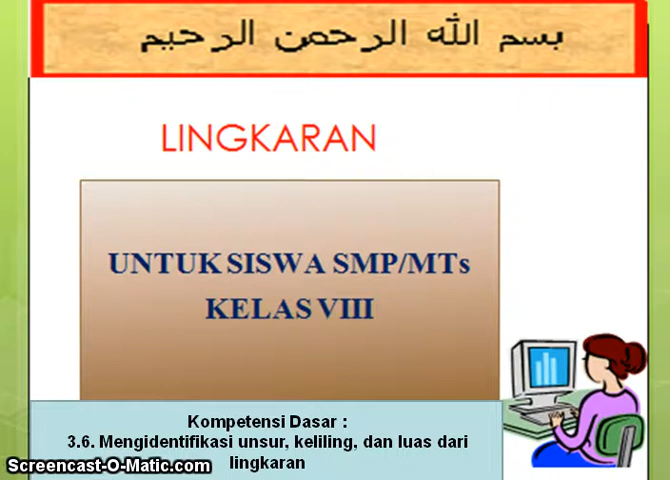 بسم الله الرحمن الرحيم
LINGKARAN
UNTUK SISWA SMP/MTs
KELAS VIII
Kompetensi Dasar :
3.6. Mengidentifikasi unsur, keliling, dan luas dari
lingkaran
Screencast-O-Matic.com